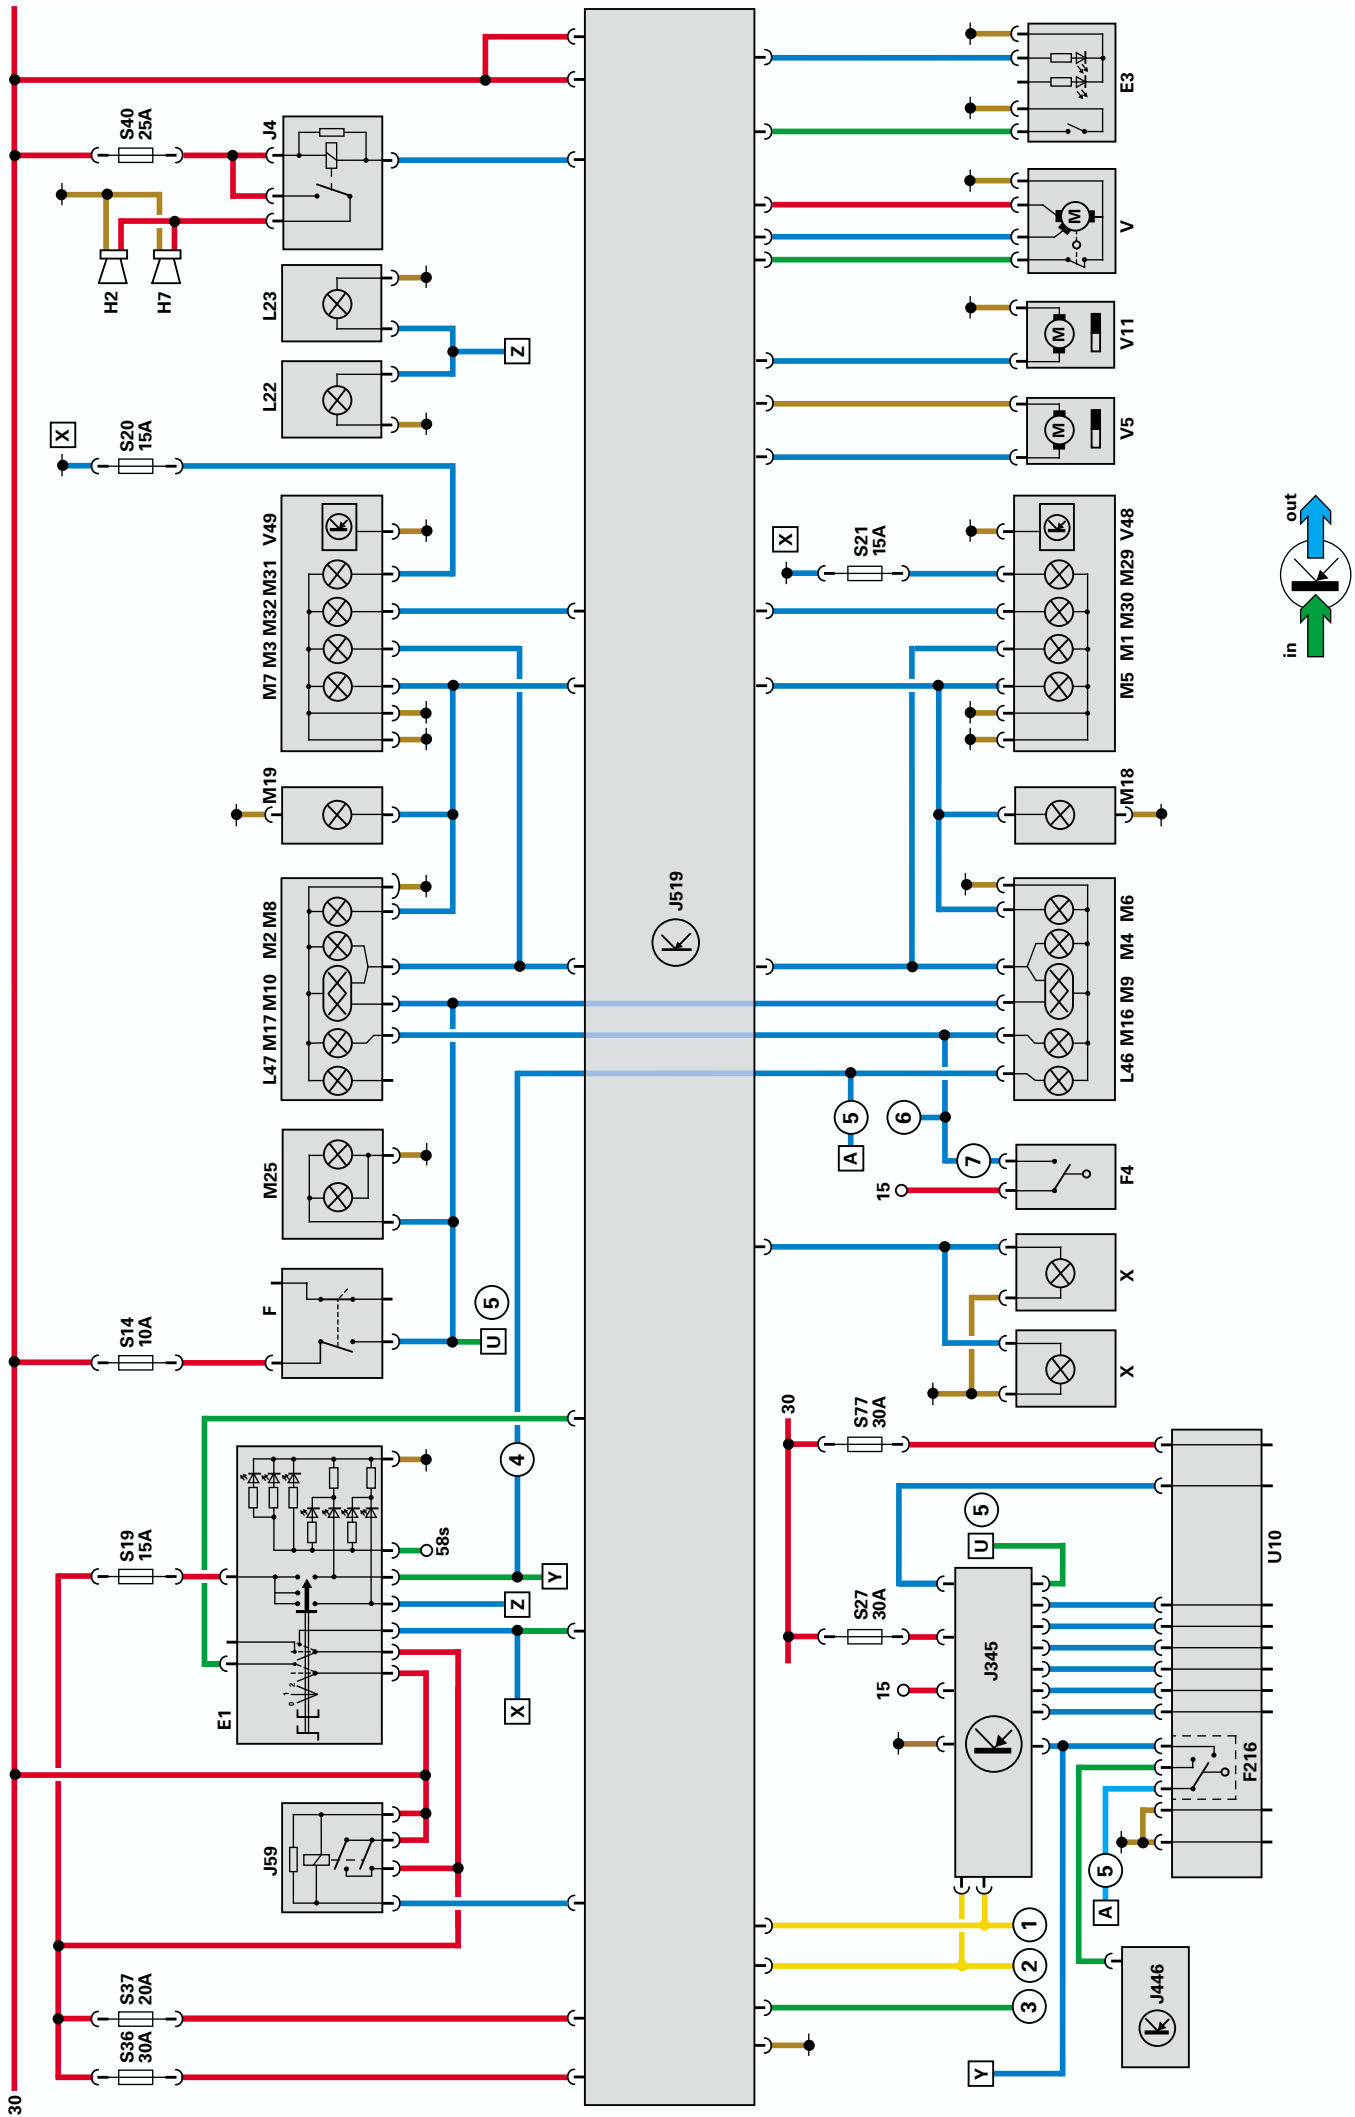 30
S36
30A
S37
20A
S19
15A
S14
10A
X
S20
15A
S40
25A
H2
H7
J59
E1
0 1 2
F
M25
L47 M17 M10 M2 M8
M19
M7 M3 M32 M31 V49
L22
L23
J4
58s
X
Z
Y
4
U
5
Z
J519
30
S27
30A
S77
30A
X
S21
15A
A
5
6
15
15
7
Y
1
2
3
J345
U
5
X
X
F4
L46 M16 M9 M4 M6
M18
M5 M1 M30 M29 V48
M
V5
M
V11
M
V
E3
A
5
J446
F216
U10
in
out